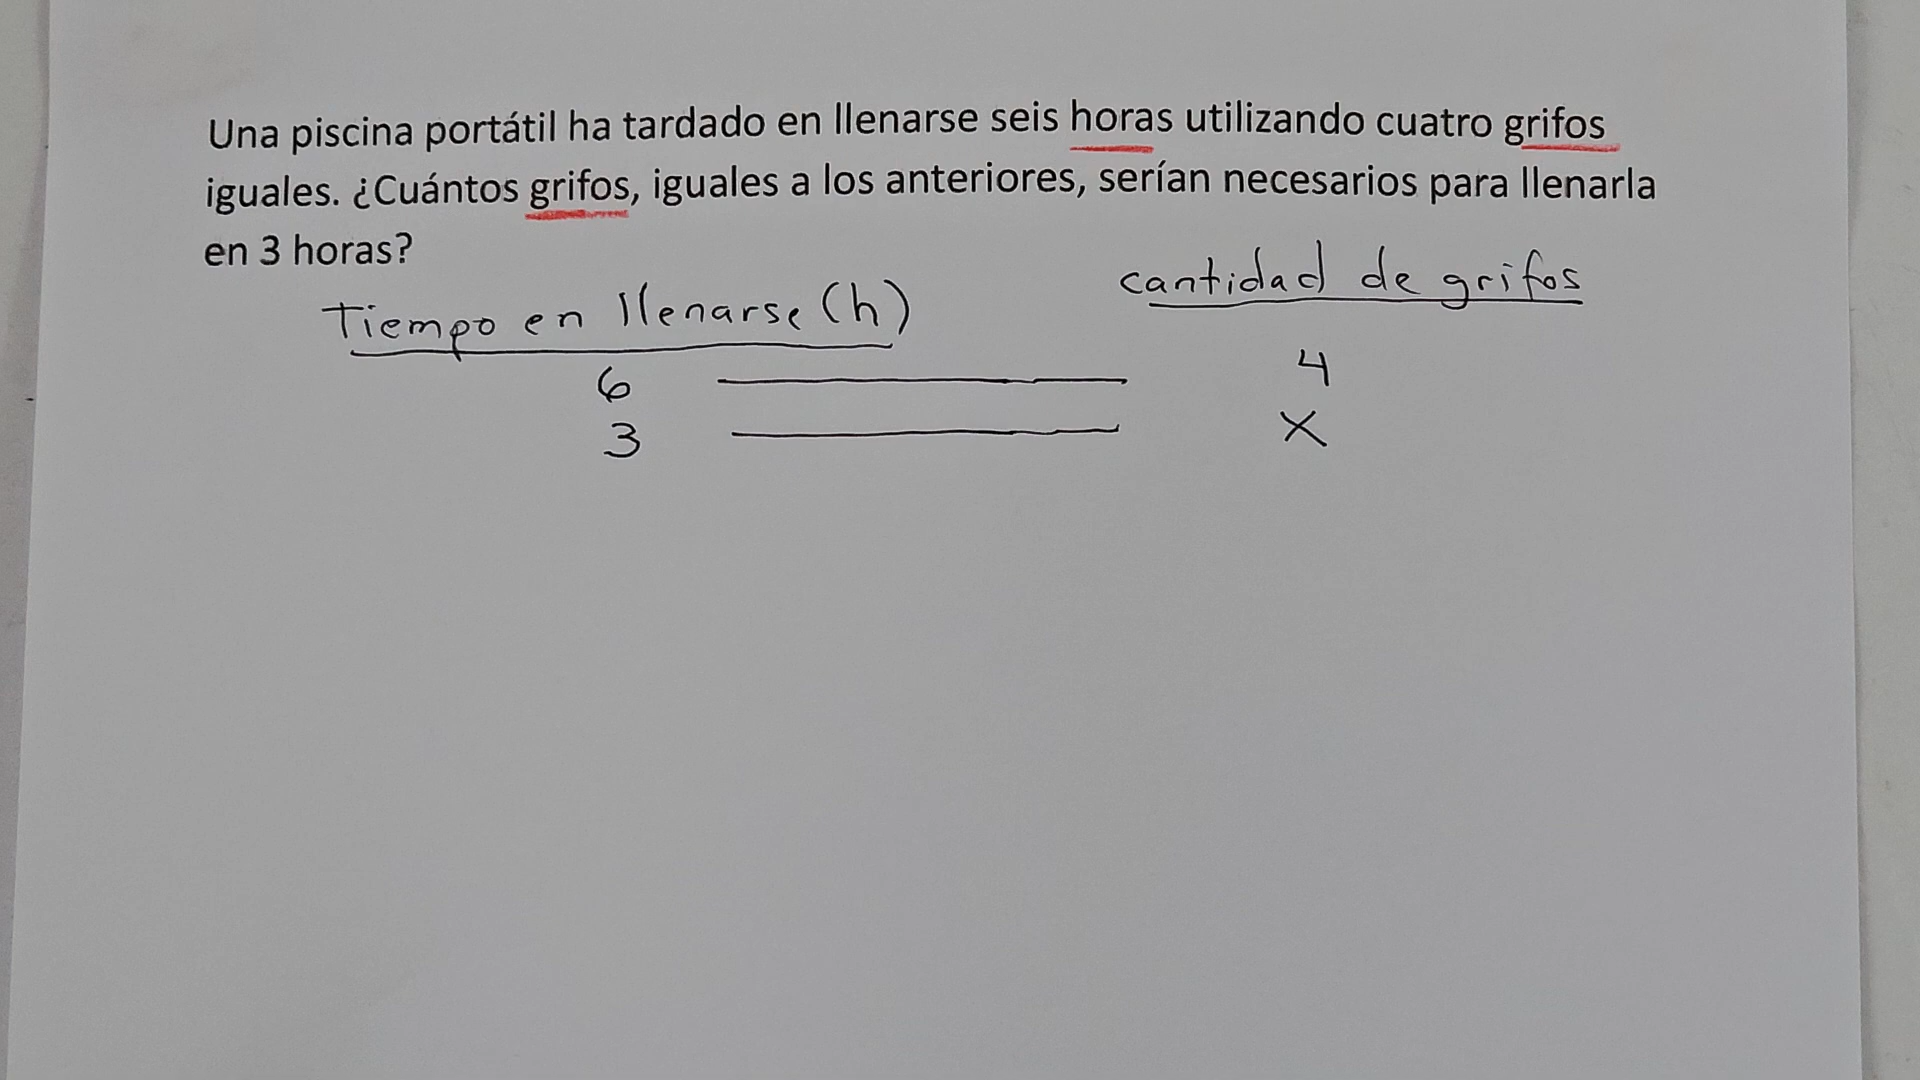 Una piscina portátil ha tardado en llenarse seis horas utilizando cuatro grifos
iguales. ¿Cuántos grifos, iguales a los anteriores, serían necesarios para llenarla
en 3 horas?
Tiempo en llenarse (h) cantidad de grifos
6 4
3 X